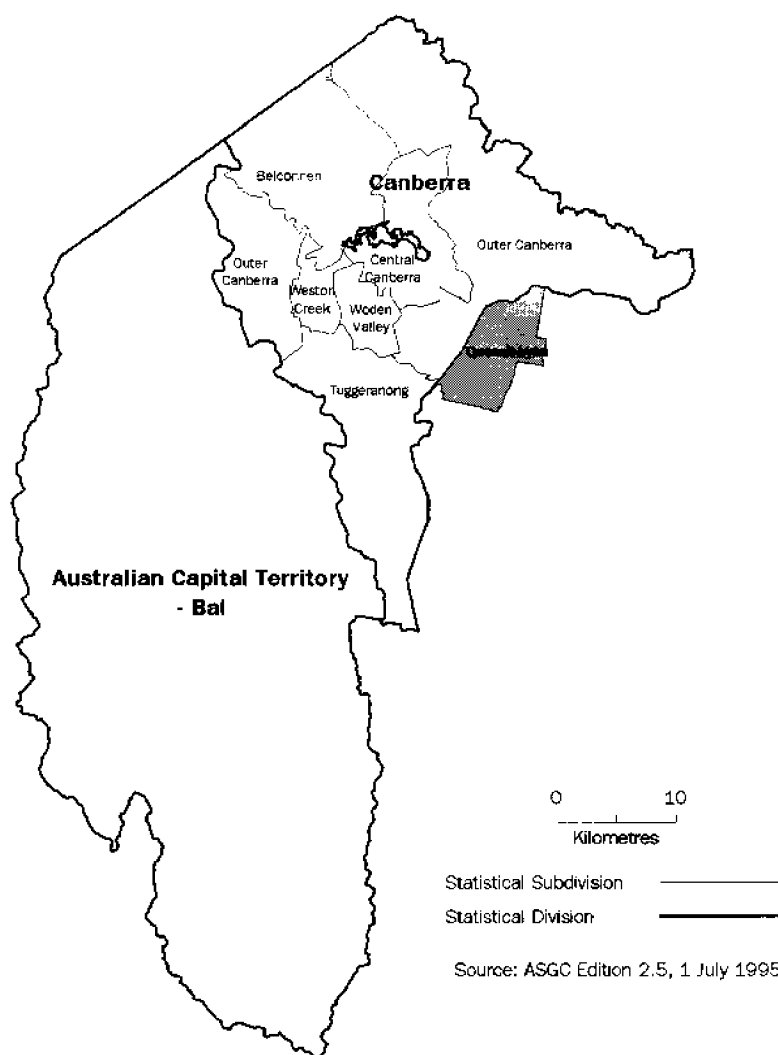 Belconnen
Canberra
Outer Canberra
Outer
Canberra
Central
Canberra
Weston
Creek
Woden
Valley
Tuggeranong
Australian Capital Territory
- Bal
0 10
Kilometres
Statistical Subdivision
Statistical Division
Source: ASGC Edition 2.5, 1 July 1995